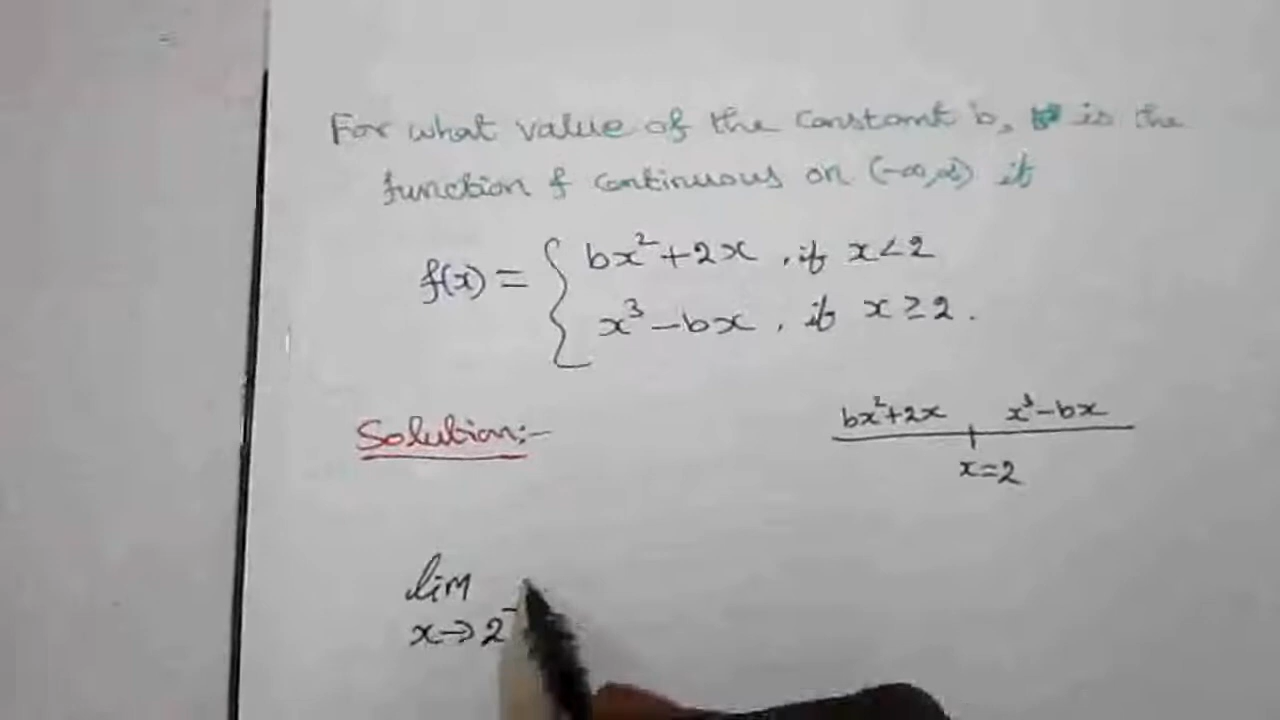 For what value of the constant b, is the
function f continuous on (-∞,∞) if
f(x) = { bx²+2x , if x<2
x³-bx , if x≥2.
Solution:-
bx²+2x x³-bx
x=2
lim
x→2⁻